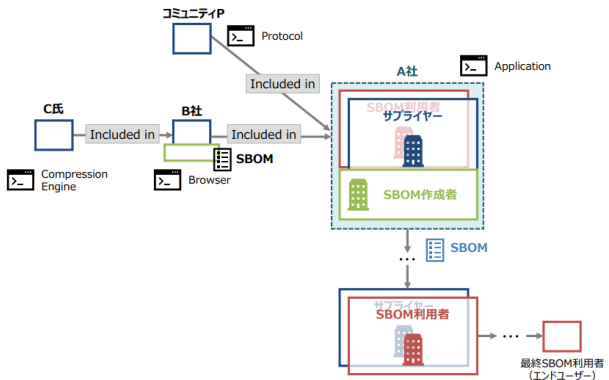 コミュニティP
Protocol
A社
Application
Included in
C氏
B社
SBOM利用者
サプライヤー
Included in
Included in
SBOM
Compression
Engine
Browser
SBOM作成者
SBOM
...
サプライヤー
SBOM利用者
...
最終SBOM利用者
(エンドユーザー)